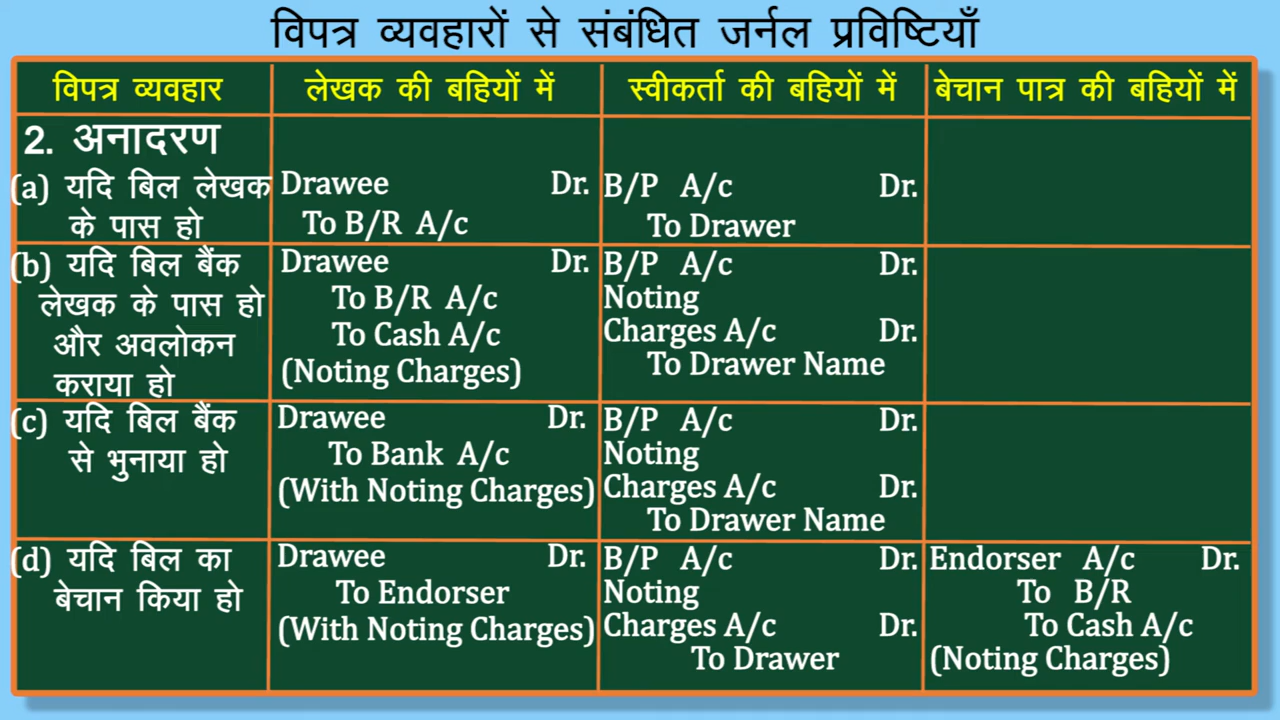 विपत्र व्यवहारों से संबंधित जर्नल प्रविष्टियाँ
विपत्र व्यवहार
लेखक की बहियों में
स्वीकर्ता की बहियों में
बेचान पात्र की बहियों में
2. अनादरण
(a) यदि बिल लेखक
के पास हो
Drawee Dr.
To B/R A/c
B/P A/c Dr.
To Drawer
(b) यदि बिल बैंक
लेखक के पास हो
और अवलोकन
कराया हो
Drawee Dr.
To B/R A/c
To Cash A/c
(Noting Charges)
B/P A/c Dr.
Noting
Charges A/c Dr.
To Drawer Name
(c) यदि बिल बैंक
से भुनाया हो
Drawee Dr.
To Bank A/c
(With Noting Charges)
B/P A/c Dr.
Noting
Charges A/c Dr.
To Drawer Name
(d) यदि बिल का
बेचान किया हो
Drawee Dr.
To Endorser
(With Noting Charges)
B/P A/c Dr.
Noting
Charges A/c Dr.
To Drawer
Endorser A/c Dr.
To B/R
To Cash A/c
(Noting Charges)